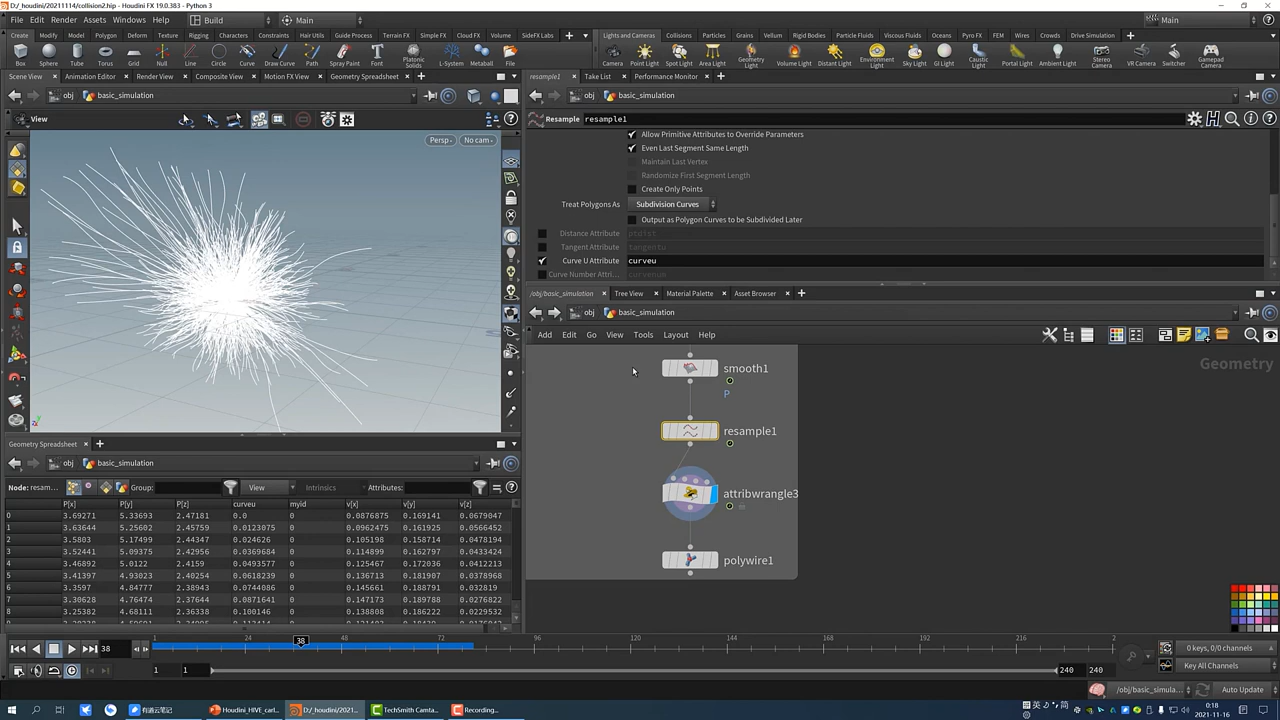 D:/_houdini/20211114/collision2.hip - Houdini FX 19.0.383 - Python 3
File Edit Render Assets Windows Help Build Main Main
Create Modify Model Polygon Deform Texture Rigging Characters Constraints Hair Utils Guide Process Terrain FX Simple FX Cloud FX Volume SideFX Labs
Lights and Cameras Collisions Particles Grains Vellum Rigid Bodies Particle Fluids Viscous Fluids Oceans Pyro FX FEM Wires Crowds Drive Simulation
Box Sphere Tube Torus Grid Null Line Circle Curve Draw Curve Path Spray Paint Font Platonic Solids L-System Metaball File
Camera Point Light Spot Light Area Light Geometry Light Volume Light Distant Light Environment Light Sky Light GI Light Caustic Light Portal Light Ambient Light Stereo Camera VR Camera Switcher Gamepad Camera
Scene View Animation Editor Render View Composite View Motion FX View Geometry Spreadsheet
resample1 Take List Performance Monitor
obj basic_simulation
obj basic_simulation
View
Resample resample1
Persp No cam
Allow Primitive Attributes to Override Parameters
Even Last Segment Same Length
Maintain Last Vertex
Randomize First Segment Length
Create Only Points
Treat Polygons As Subdivision Curves
Output as Polygon Curves to be Subdivided Later
Distance Attribute ptdist
Tangent Attribute tangentu
Curve U Attribute curveu
Curve Number Attri... curvenum
/obj/basic_simulation Tree View Material Palette Asset Browser
obj basic_simulation
Add Edit Go View Tools Layout Help
Geometry
smooth1
P
resample1
attribwrangle3
polywire1
Geometry Spreadsheet
obj basic_simulation
Node: resam... Group: View Intrinsics Attributes:
P[x] P[y] P[z] curveu myid v[x] v[y] v[z]
0 3.69271 5.33693 2.47181 0.0 0 0.0876875 0.169141 0.0679047
1 3.63644 5.25602 2.45759 0.0123075 0 0.0962475 0.161925 0.0566452
2 3.5803 5.17499 2.44347 0.024626 0 0.105198 0.158714 0.0478194
3 3.52441 5.09375 2.42956 0.0369684 0 0.114899 0.162397 0.0433424
4 3.46892 5.0122 2.4159 0.0493577 0 0.125467 0.172036 0.0412213
5 3.41397 4.93023 2.40254 0.0618239 0 0.136713 0.181907 0.0378968
6 3.3597 4.84777 2.38943 0.0744086 0 0.145661 0.188791 0.032819
7 3.30628 4.76474 2.37638 0.0871641 0 0.147173 0.189788 0.0276071
8 3.25382 4.68111 2.36338 0.100146 0 0.138808 0.186222 0.0229532
1 24 38 48 72 96 120 144 168 192 216 2
38
1 1 240 240
0 keys, 0/0 channels
Key All Channels
/obj/basic_simula... Auto Update
有道云笔记 Houdini_HIVE_carl... D:/_houdini/2021... TechSmith Camta... Recording...
英
0:18
2021-11-16